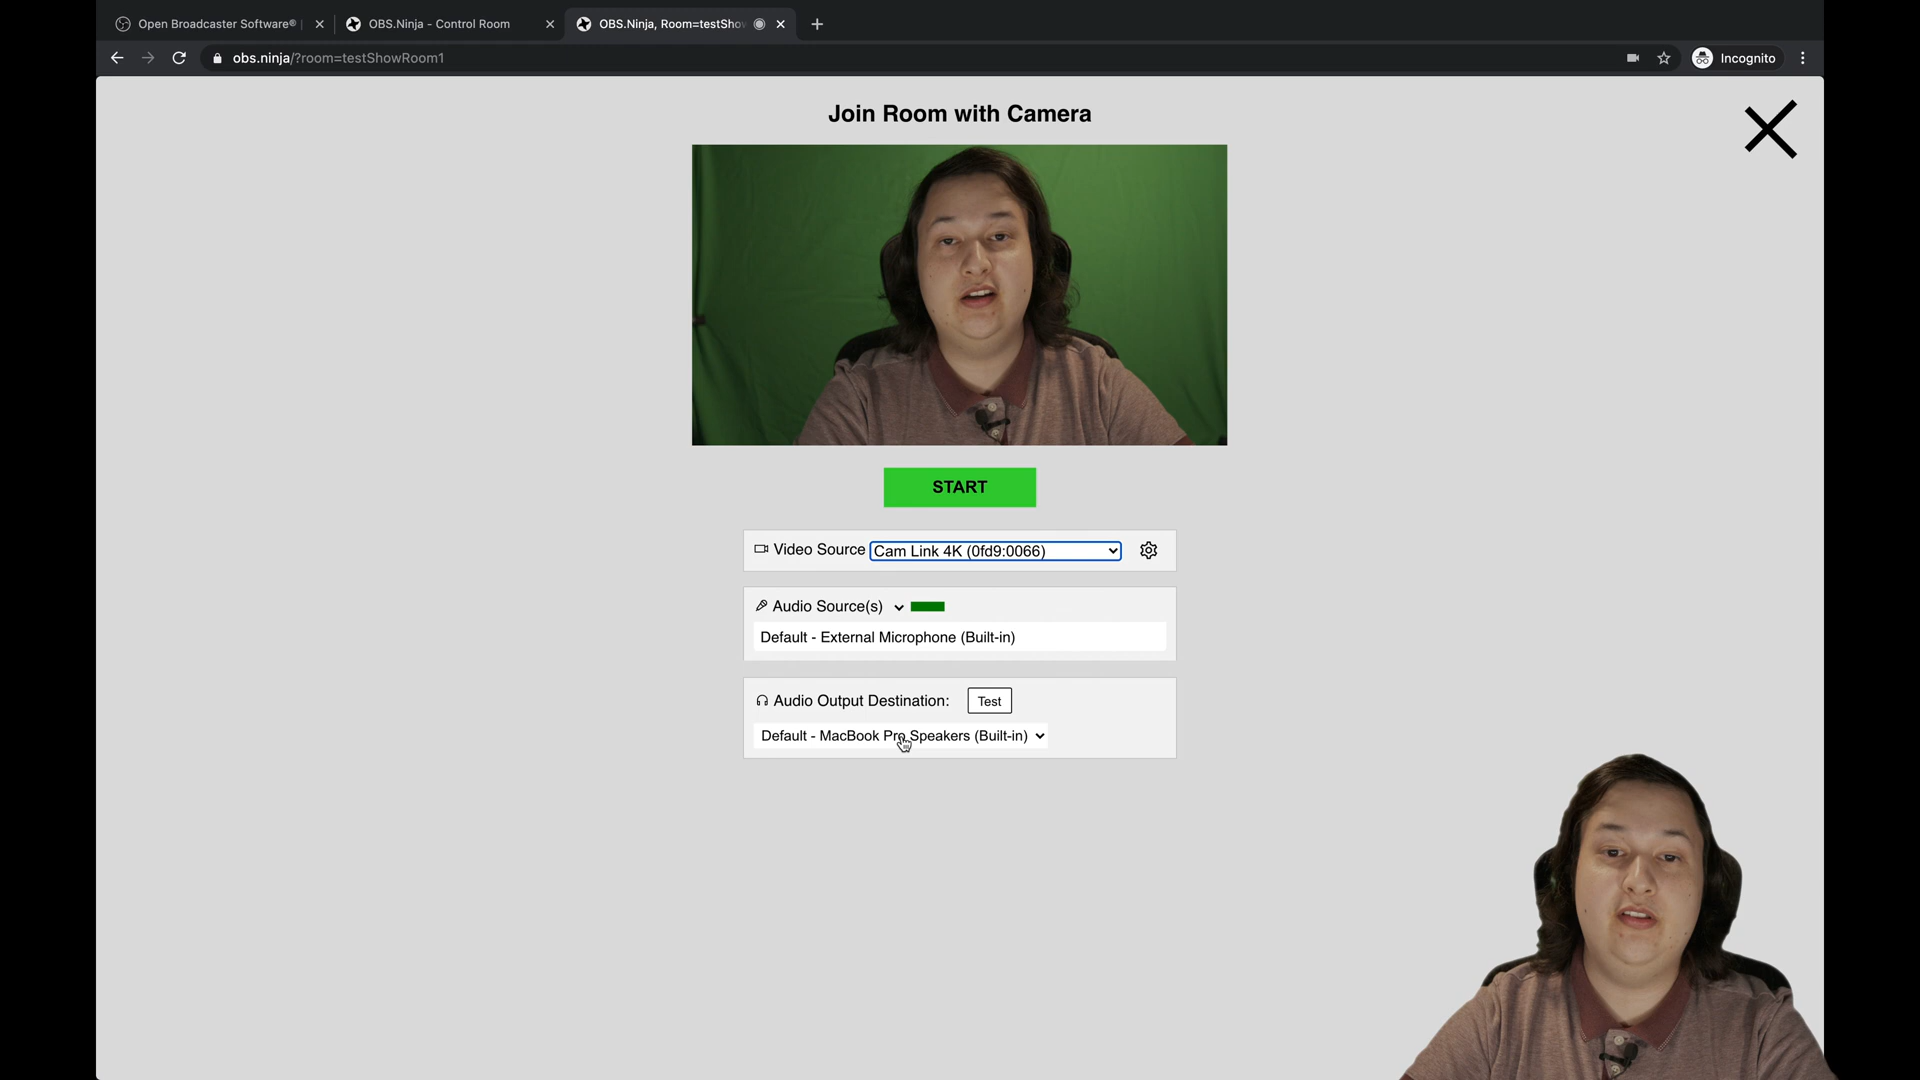 Open Broadcaster Software®
OBS.Ninja - Control Room
OBS.Ninja, Room=testSho
obs.ninja/?room=testShowRoom1
Incognito
Join Room with Camera
START
Video Source
Cam Link 4K (0fd9:0066)
Audio Source(s)
Default - External Microphone (Built-in)
Audio Output Destination:
Test
Default - MacBook Pro Speakers (Built-in)